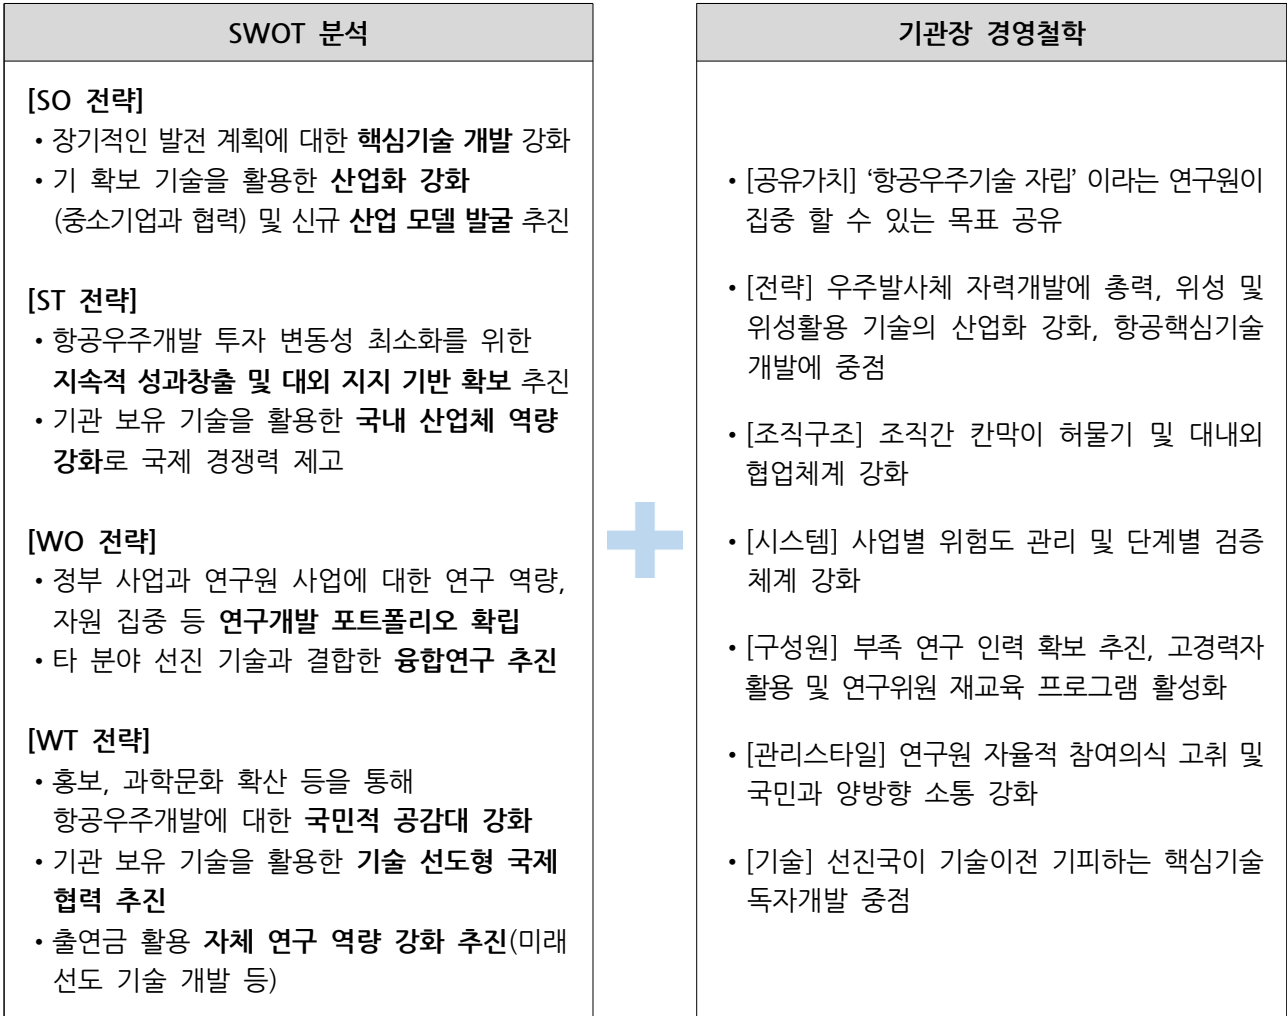 SWOT 분석
[SO 전략]
• 장기적인 발전 계획에 대한 핵심기술 개발 강화
• 기 확보 기술을 활용한 산업화 강화
(중소기업과 협력) 및 신규 산업 모델 발굴 추진
[ST 전략]
• 항공우주개발 투자 변동성 최소화를 위한
지속적 성과창출 및 대외 지지 기반 확보 추진
• 기관 보유 기술을 활용한 국내 산업체 역량
강화로 국제 경쟁력 제고
[WO 전략]
• 정부 사업과 연구원 사업에 대한 연구 역량,
자원 집중 등 연구개발 포트폴리오 확립
• 타 분야 선진 기술과 결합한 융합연구 추진
[WT 전략]
• 홍보, 과학문화 확산 등을 통해
항공우주개발에 대한 국민적 공감대 강화
• 기관 보유 기술을 활용한 기술 선도형 국제
협력 추진
• 출연금 활용 자체 연구 역량 강화 추진(미래
선도 기술 개발 등)
기관장 경영철학
• [공유가치] ‘항공우주기술 자립’ 이라는 연구원이
집중 할 수 있는 목표 공유
• [전략] 우주발사체 자력개발에 총력, 위성 및
위성활용 기술의 산업화 강화, 항공핵심기술
개발에 중점
• [조직구조] 조직간 칸막이 허물기 및 대내외
협업체계 강화
• [시스템] 사업별 위험도 관리 및 단계별 검증
체계 강화
• [구성원] 부족 연구 인력 확보 추진, 고경력자
활용 및 연구위원 재교육 프로그램 활성화
• [관리스타일] 연구원 자율적 참여의식 고취 및
국민과 양방향 소통 강화
• [기술] 선진국이 기술이전 기피하는 핵심기술
독자개발 중점